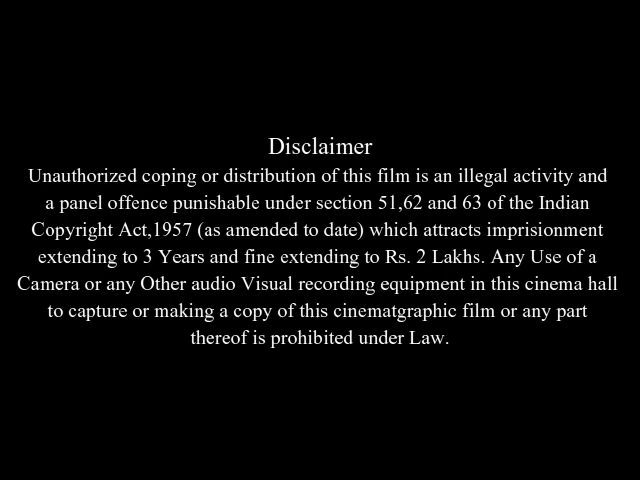 Disclaimer
Unauthorized coping or distribution of this film is an illegal activity and
a panel offence punishable under section 51,62 and 63 of the Indian
Copyright Act,1957 (as amended to date) which attracts imprisionment
extending to 3 Years and fine extending to Rs. 2 Lakhs. Any Use of a
Camera or any Other audio Visual recording equipment in this cinema hall
to capture or making a copy of this cinematgraphic film or any part
thereof is prohibited under Law.